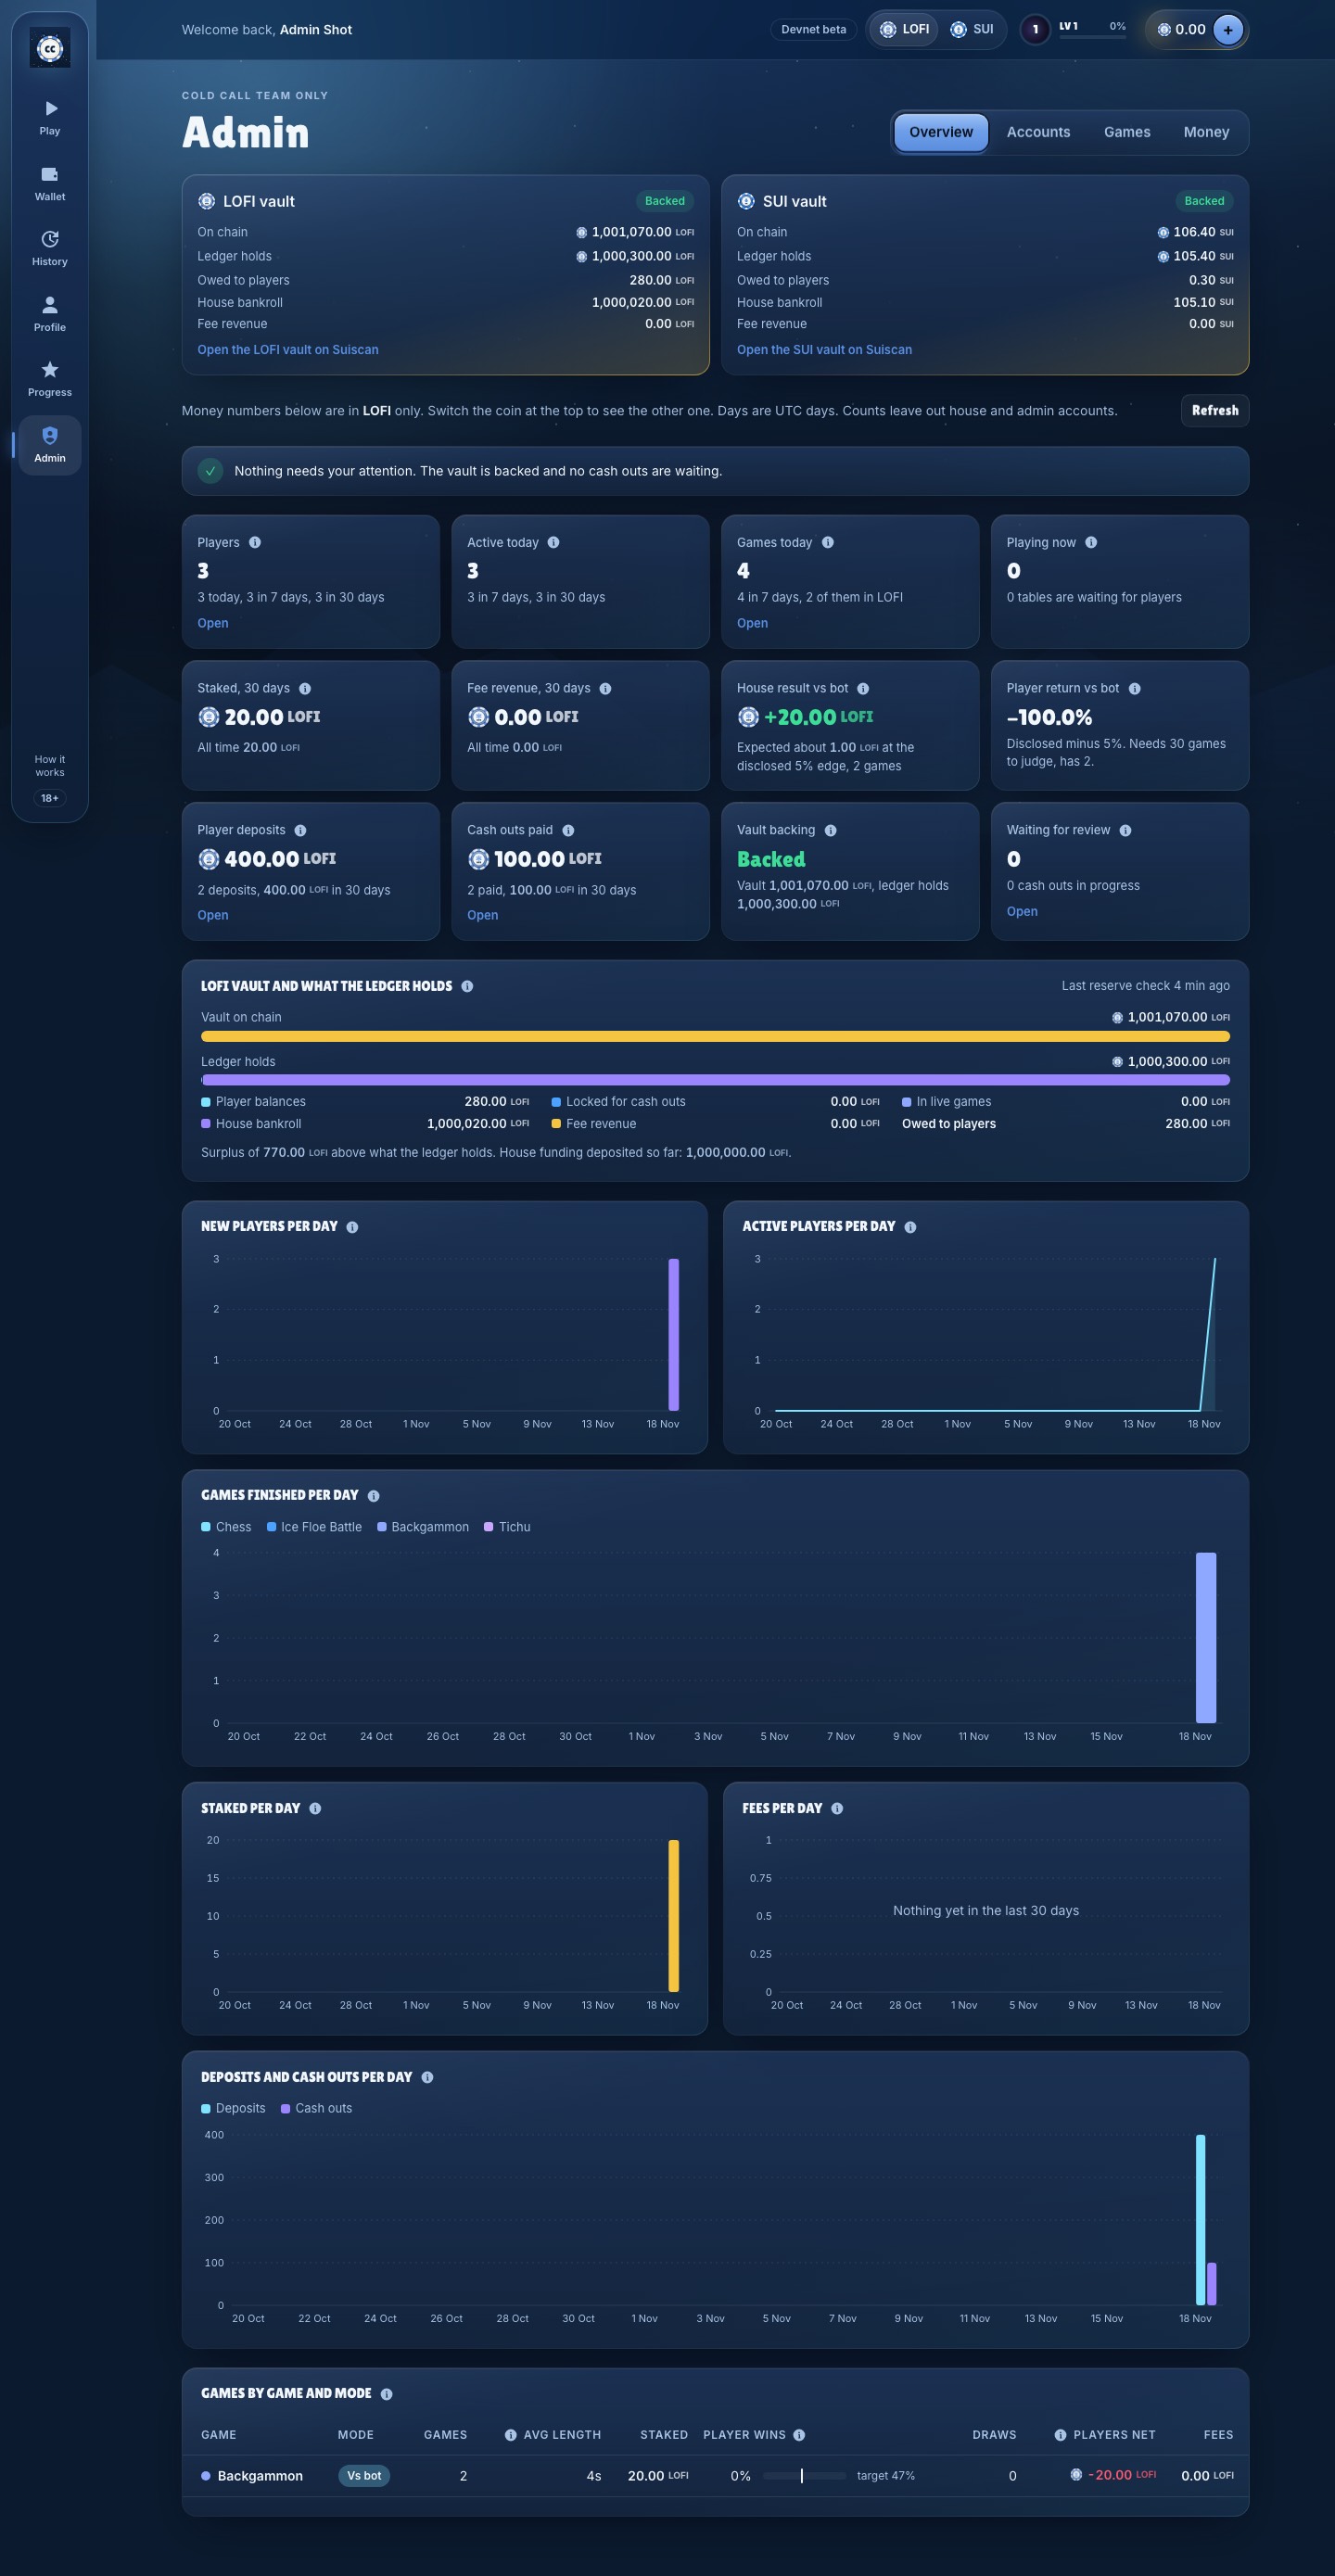 CC
Play
Wallet
History
Profile
Progress
Admin
How it
works
18+
Welcome back, Admin Shot
Devnet beta
LOFI SUI
1 LV 1 0%
0.00 +
COLD CALL TEAM ONLY
Admin
Overview Accounts Games Money
LOFI vault Backed
On chain 1,001,070.00 LOFI
Ledger holds 1,000,300.00 LOFI
Owed to players 280.00 LOFI
House bankroll 1,000,020.00 LOFI
Fee revenue 0.00 LOFI
Open the LOFI vault on Suiscan
SUI vault Backed
On chain 106.40 SUI
Ledger holds 105.40 SUI
Owed to players 0.30 SUI
House bankroll 105.10 SUI
Fee revenue 0.00 SUI
Open the SUI vault on Suiscan
Money numbers below are in LOFI only. Switch the coin at the top to see the other one. Days are UTC days. Counts leave out house and admin accounts.
Refresh
Nothing needs your attention. The vault is backed and no cash outs are waiting.
Players
3
3 today, 3 in 7 days, 3 in 30 days
Open
Active today
3
3 in 7 days, 3 in 30 days
Games today
4
4 in 7 days, 2 of them in LOFI
Open
Playing now
0
0 tables are waiting for players
Staked, 30 days
20.00 LOFI
All time 20.00 LOFI
Fee revenue, 30 days
0.00 LOFI
All time 0.00 LOFI
House result vs bot
+20.00 LOFI
Expected about 1.00 LOFI at the
disclosed 5% edge, 2 games
Player return vs bot
−100.0%
Disclosed minus 5%. Needs 30 games
to judge, has 2.
Player deposits
400.00 LOFI
2 deposits, 400.00 LOFI in 30 days
Open
Cash outs paid
100.00 LOFI
2 paid, 100.00 LOFI in 30 days
Open
Vault backing
Backed
Vault 1,001,070.00 LOFI, ledger holds
1,000,300.00 LOFI
Waiting for review
0
0 cash outs in progress
Open
LOFI VAULT AND WHAT THE LEDGER HOLDS
Last reserve check 4 min ago
Vault on chain 1,001,070.00 LOFI
Ledger holds 1,000,300.00 LOFI
Player balances 280.00 LOFI Locked for cash outs 0.00 LOFI In live games 0.00 LOFI
House bankroll 1,000,020.00 LOFI Fee revenue 0.00 LOFI Owed to players 280.00 LOFI
Surplus of 770.00 LOFI above what the ledger holds. House funding deposited so far: 1,000,000.00 LOFI.
NEW PLAYERS PER DAY
3
2
1
0
20 Oct 24 Oct 28 Oct 1 Nov 5 Nov 9 Nov 13 Nov 18 Nov
ACTIVE PLAYERS PER DAY
3
2
1
0
20 Oct 24 Oct 28 Oct 1 Nov 5 Nov 9 Nov 13 Nov 18 Nov
GAMES FINISHED PER DAY
Chess Ice Floe Battle Backgammon Tichu
4
3
2
1
0
20 Oct 22 Oct 24 Oct 26 Oct 28 Oct 30 Oct 1 Nov 3 Nov 5 Nov 7 Nov 9 Nov 11 Nov 13 Nov 15 Nov 18 Nov
STAKED PER DAY
20
15
10
5
0
20 Oct 24 Oct 28 Oct 1 Nov 5 Nov 9 Nov 13 Nov 18 Nov
FEES PER DAY
1
0.75
0.5
0.25
0
Nothing yet in the last 30 days
20 Oct 24 Oct 28 Oct 1 Nov 5 Nov 9 Nov 13 Nov 18 Nov
DEPOSITS AND CASH OUTS PER DAY
Deposits Cash outs
400
300
200
100
0
20 Oct 22 Oct 24 Oct 26 Oct 28 Oct 30 Oct 1 Nov 3 Nov 5 Nov 7 Nov 9 Nov 11 Nov 13 Nov 15 Nov 18 Nov
GAMES BY GAME AND MODE
GAME MODE GAMES AVG LENGTH STAKED PLAYER WINS DRAWS PLAYERS NET FEES
Backgammon Vs bot 2 4s 20.00 LOFI 0% target 47% 0 -20.00 LOFI 0.00 LOFI